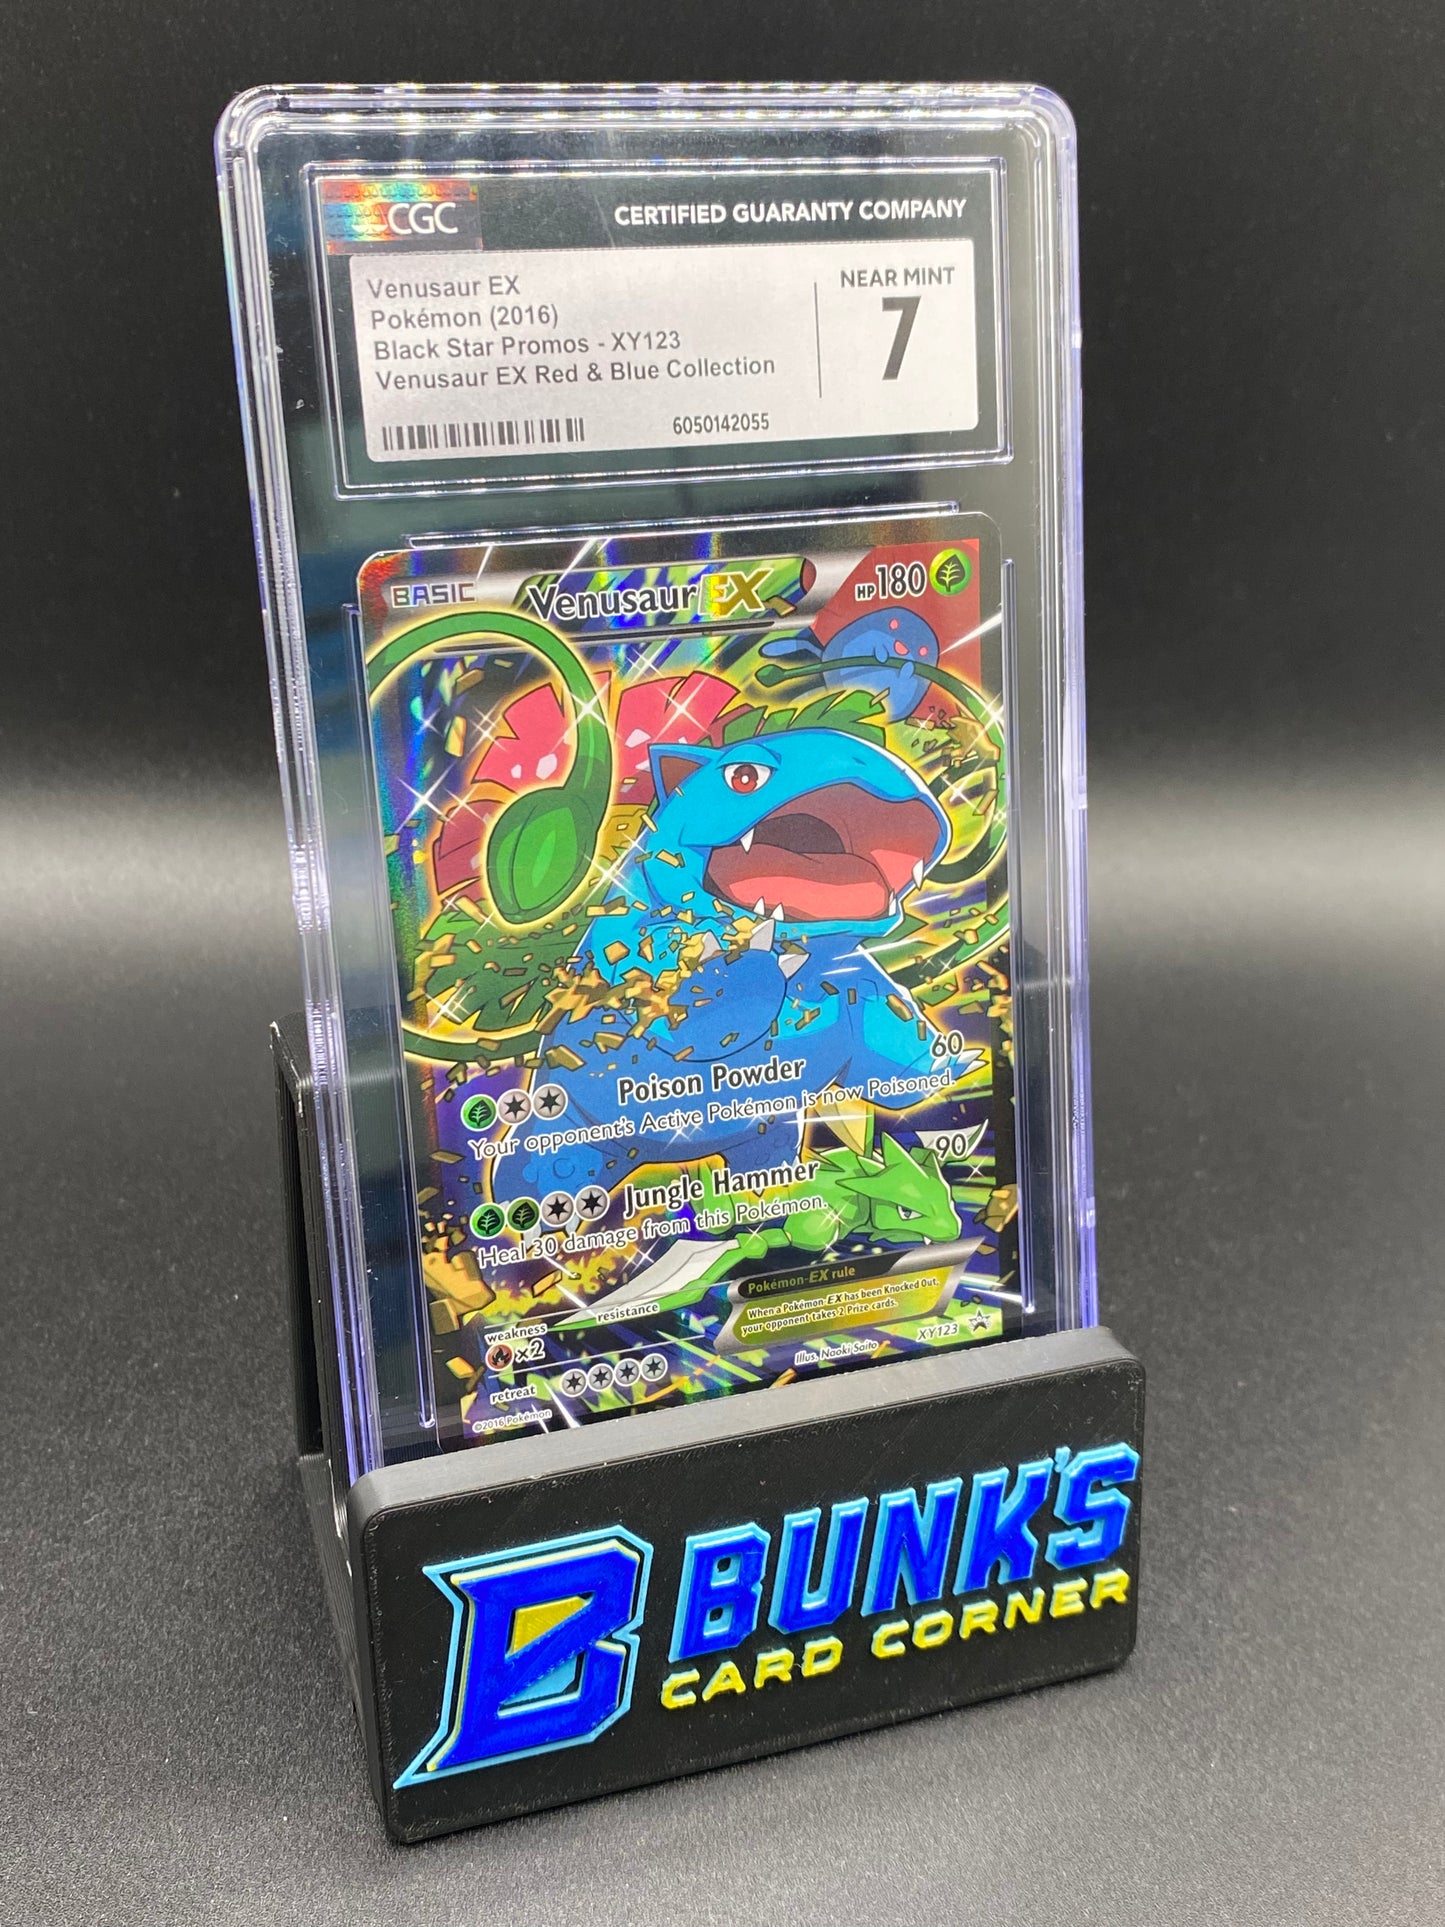 CGC
CERTIFIED GUARANTY COMPANY
Venusaur EX
Pokémon (2016)
Black Star Promos - XY123
Venusaur EX Red & Blue Collection
NEAR MINT
7
6050142055
BASIC
Venusaur EX
HP180
Poison Powder
60
Your opponent's Active Pokémon is now Poisoned.
Jungle Hammer
90
Heal 30 damage from this Pokémon.
Pokémon-EX rule
When a Pokémon-EX has been Knocked Out,
your opponent takes 2 Prize cards.
weakness
×2
resistance
retreat
Illus. Naoki Saito
XY123
©2016 Pokémon
B
BUNK'S
CARD CORNER